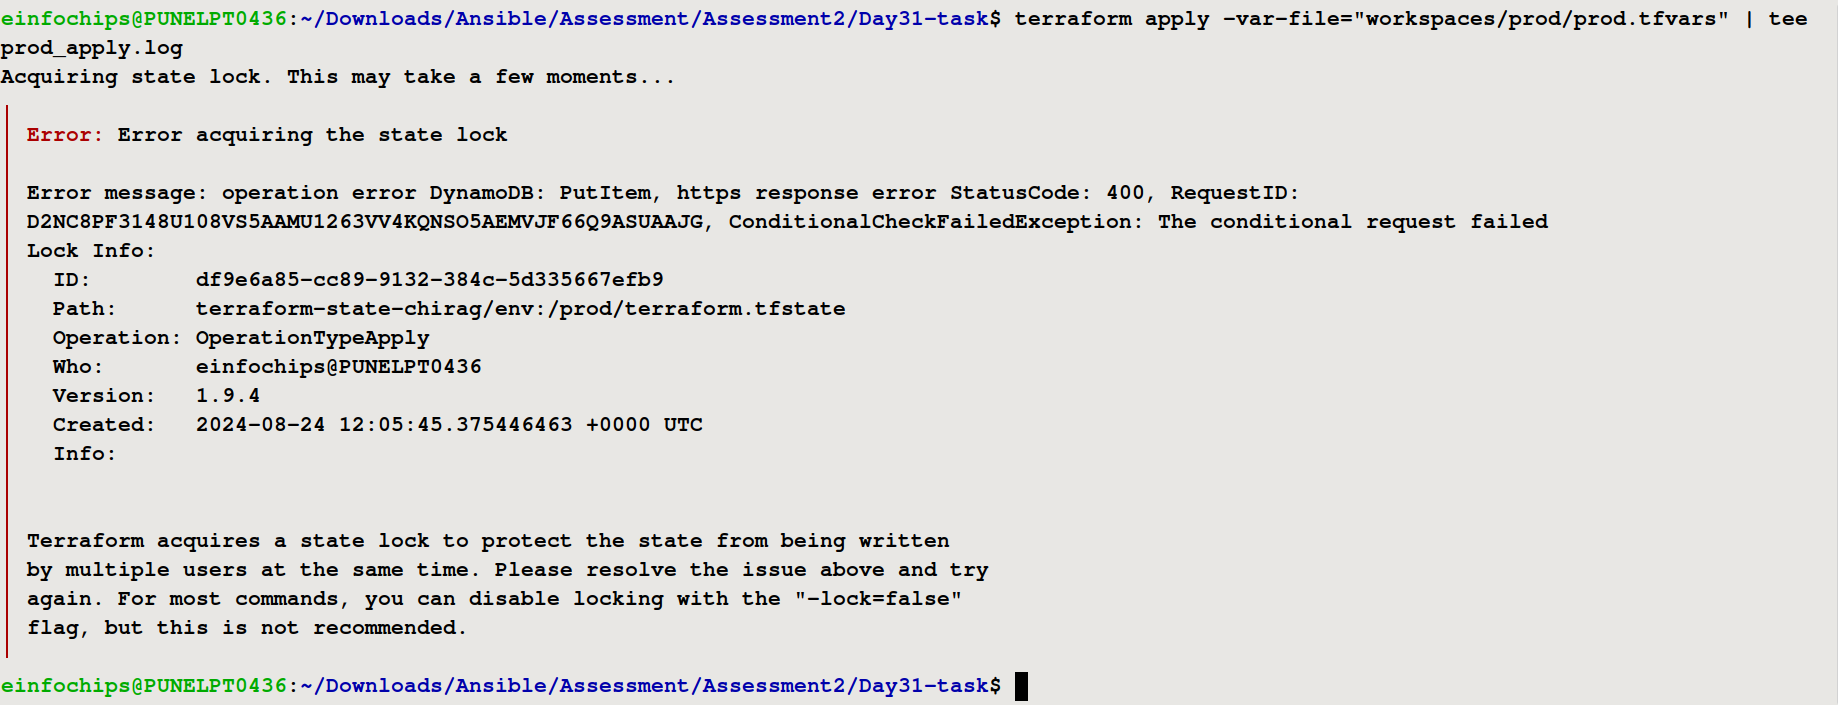 einfochips@PUNELPT0436:~/Downloads/Ansible/Assessment/Assessment2/Day31-task$ terraform apply -var-file="workspaces/prod/prod.tfvars" | tee
prod_apply.log
Acquiring state lock. This may take a few moments...
Error: Error acquiring the state lock
Error message: operation error DynamoDB: PutItem, https response error StatusCode: 400, RequestID:
D2NC8PF3148U108VS5AAMU1263VV4KQNSO5AEMVJF66Q9ASUAAJG, ConditionalCheckFailedException: The conditional request failed
Lock Info:
  ID:        df9e6a85-cc89-9132-384c-5d335667efb9
  Path:      terraform-state-chirag/env:/prod/terraform.tfstate
  Operation: OperationTypeApply
  Who:       einfochips@PUNELPT0436
  Version:   1.9.4
  Created:   2024-08-24 12:05:45.375446463 +0000 UTC
  Info:
Terraform acquires a state lock to protect the state from being written
by multiple users at the same time. Please resolve the issue above and try
again. For most commands, you can disable locking with the "-lock=false"
flag, but this is not recommended.
einfochips@PUNELPT0436:~/Downloads/Ansible/Assessment/Assessment2/Day31-task$